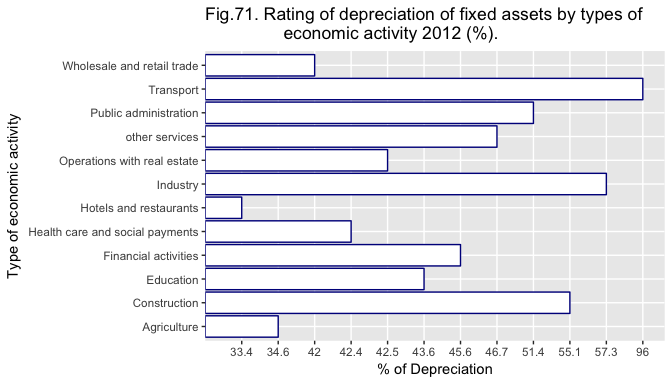 Fig.71. Rating of depreciation of fixed assets by types of
economic activity 2012 (%).
Type of economic activity
Wholesale and retail trade
Transport
Public administration
other services
Operations with real estate
Industry
Hotels and restaurants
Health care and social payments
Financial activities
Education
Construction
Agriculture
33.4 34.6 42 42.4 42.5 43.6 45.6 46.7 51.4 55.1 57.3 96
% of Depreciation